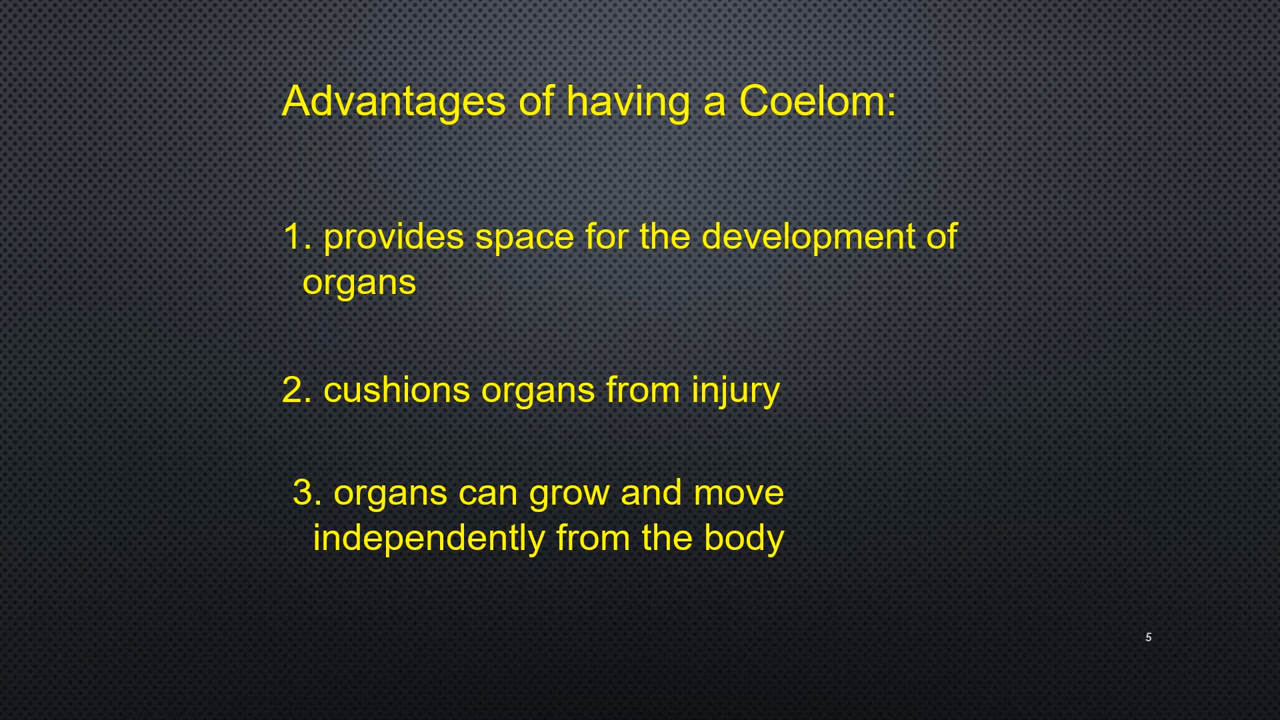 Advantages of having a Coelom:
1. provides space for the development of
organs
2. cushions organs from injury
3. organs can grow and move
independently from the body
5